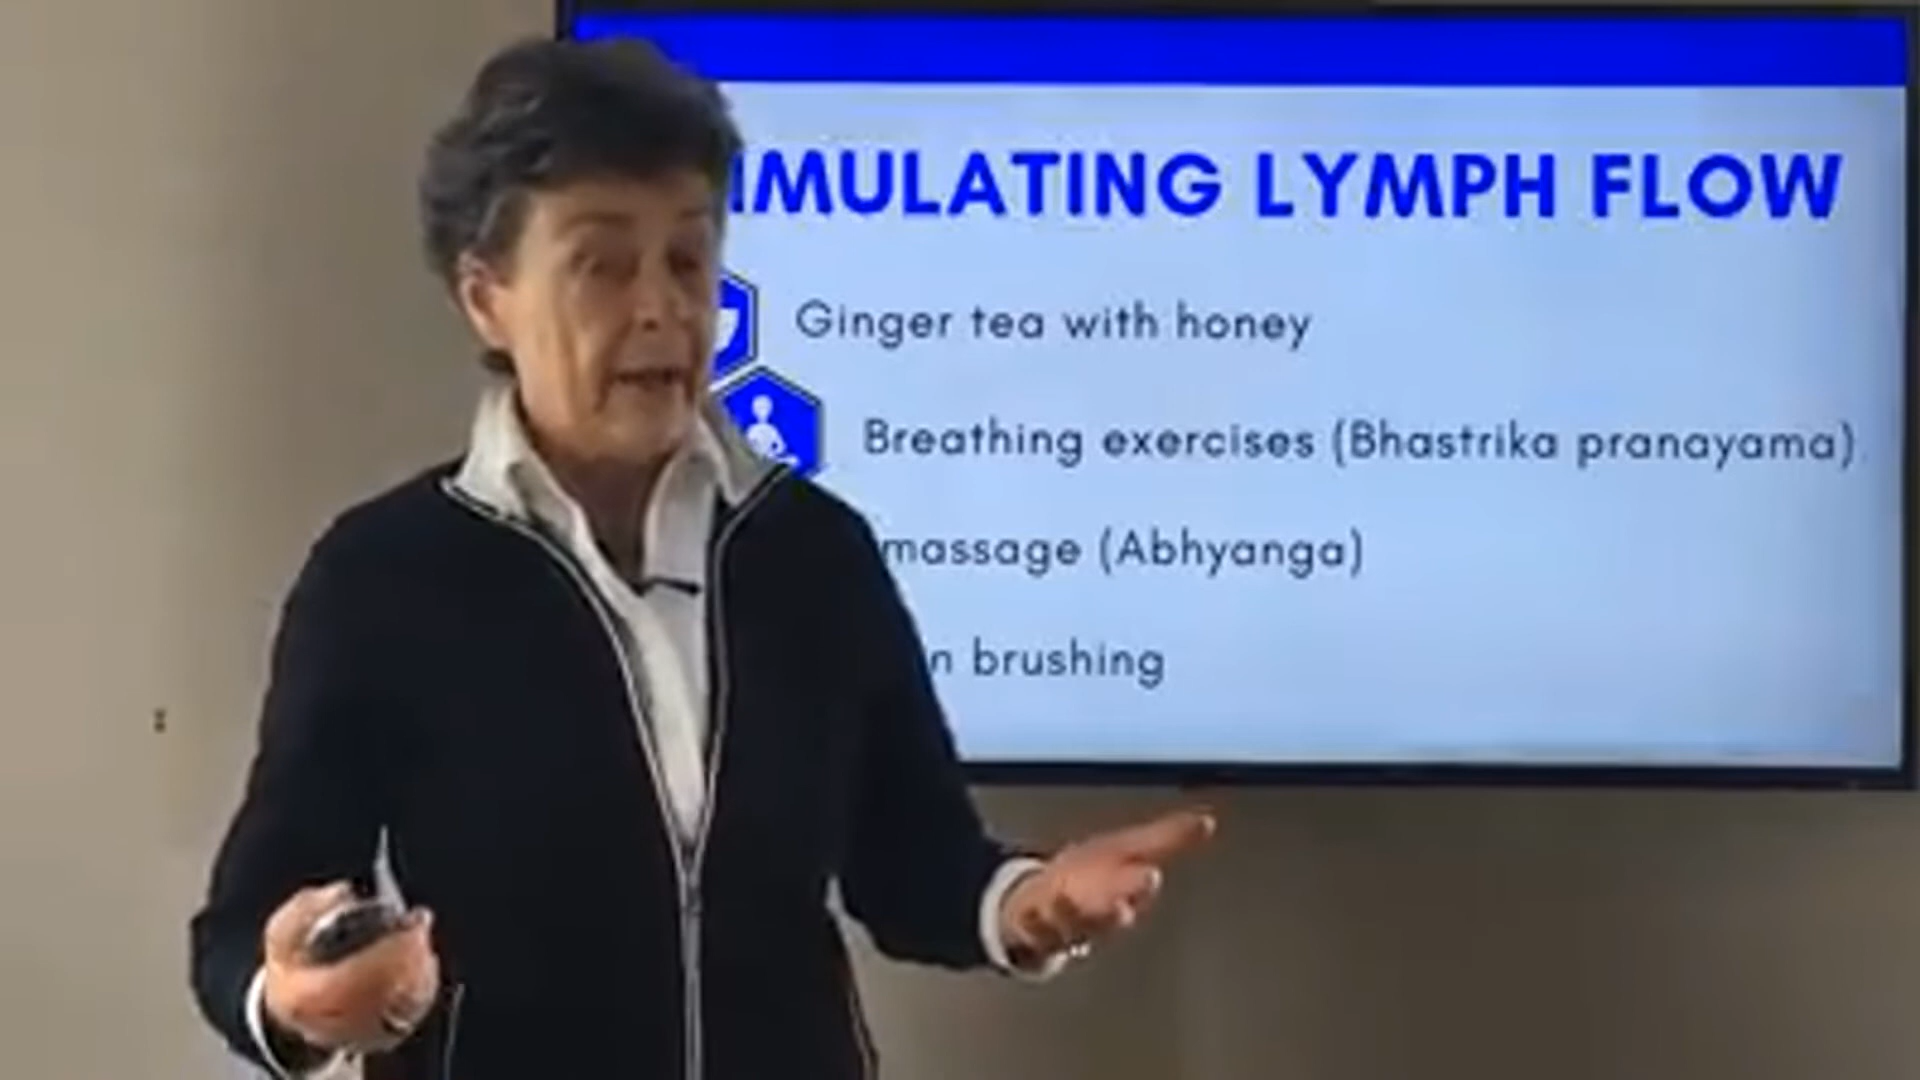 IMULATING LYMPH FLOW
Ginger tea with honey
Breathing exercises (Bhastrika pranayama)
massage (Abhyanga)
n brushing